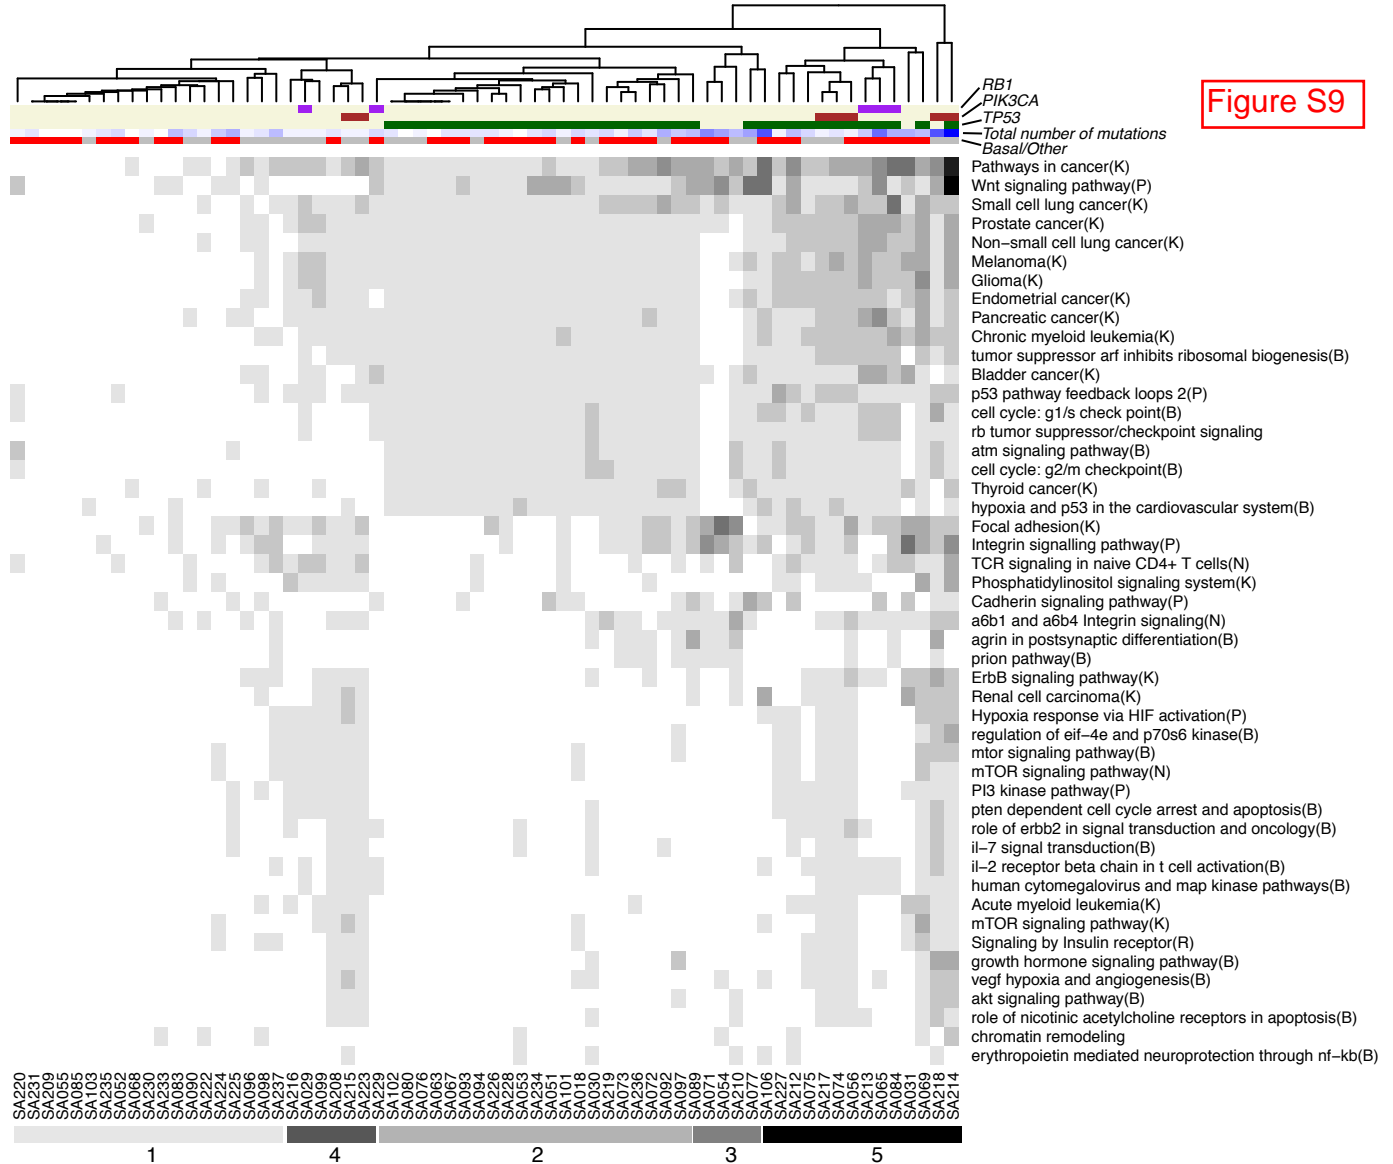 RB1
PIK3CA
TP53
Total number of mutations
Basal/Other
Figure S9
Pathways in cancer(K)
Wnt signaling pathway(P)
Small cell lung cancer(K)
Prostate cancer(K)
Non−small cell lung cancer(K)
Melanoma(K)
Glioma(K)
Endometrial cancer(K)
Pancreatic cancer(K)
Chronic myeloid leukemia(K)
tumor suppressor arf inhibits ribosomal biogenesis(B)
Bladder cancer(K)
p53 pathway feedback loops 2(P)
cell cycle: g1/s check point(B)
rb tumor suppressor/checkpoint signaling
atm signaling pathway(B)
cell cycle: g2/m checkpoint(B)
Thyroid cancer(K)
hypoxia and p53 in the cardiovascular system(B)
Focal adhesion(K)
Integrin signalling pathway(P)
TCR signaling in naive CD4+ T cells(N)
Phosphatidylinositol signaling system(K)
Cadherin signaling pathway(P)
a6b1 and a6b4 Integrin signaling(N)
agrin in postsynaptic differentiation(B)
prion pathway(B)
ErbB signaling pathway(K)
Renal cell carcinoma(K)
Hypoxia response via HIF activation(P)
regulation of eif−4e and p70s6 kinase(B)
mtor signaling pathway(B)
mTOR signaling pathway(N)
PI3 kinase pathway(P)
pten dependent cell cycle arrest and apoptosis(B)
role of erbb2 in signal transduction and oncology(B)
il−7 signal transduction(B)
il−2 receptor beta chain in t cell activation(B)
human cytomegalovirus and map kinase pathways(B)
Acute myeloid leukemia(K)
mTOR signaling pathway(K)
Signaling by Insulin receptor(R)
growth hormone signaling pathway(B)
vegf hypoxia and angiogenesis(B)
akt signaling pathway(B)
role of nicotinic acetylcholine receptors in apoptosis(B)
chromatin remodeling
erythropoietin mediated neuroprotection through nf−kb(B)
SA220
SA231
SA209
SA055
SA085
SA103
SA235
SA052
SA068
SA230
SA233
SA083
SA090
SA222
SA224
SA225
SA096
SA098
SA237
SA216
SA029
SA099
SA208
SA215
SA223
SA229
SA102
SA080
SA076
SA063
SA067
SA093
SA094
SA226
SA228
SA053
SA234
SA051
SA101
SA018
SA030
SA219
SA073
SA236
SA072
SA092
SA097
SA089
SA071
SA054
SA210
SA077
SA106
SA227
SA212
SA075
SA217
SA074
SA056
SA213
SA065
SA084
SA031
SA069
SA218
SA214
1
4
2
3
5